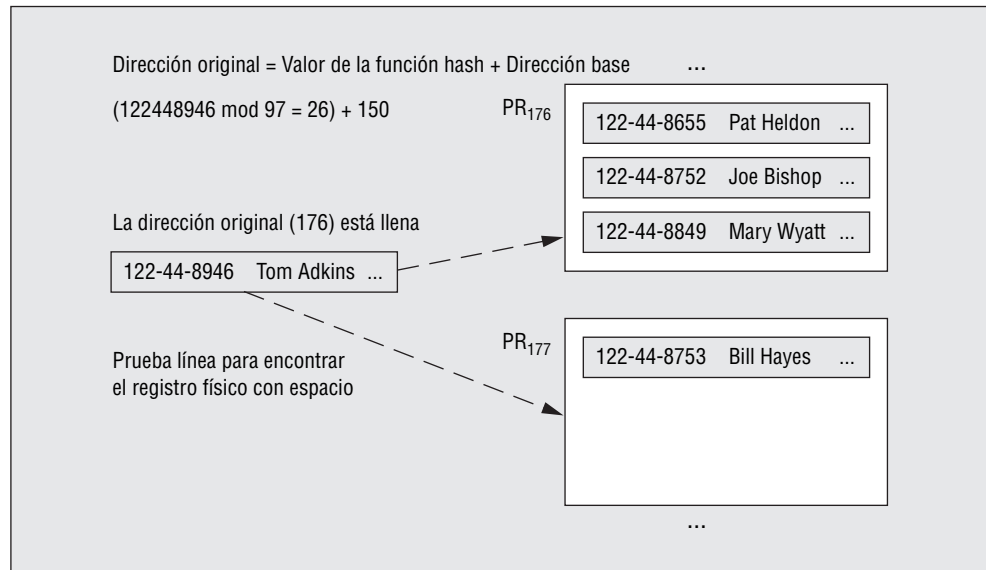 Dirección original = Valor de la función hash + Dirección base ...
(122448946 mod 97 = 26) + 150
PR176
122-44-8655 Pat Heldon ...
122-44-8752 Joe Bishop ...
122-44-8849 Mary Wyatt ...
La dirección original (176) está llena
122-44-8946 Tom Adkins ...
Prueba línea para encontrar
el registro físico con espacio
PR177
122-44-8753 Bill Hayes ...
...